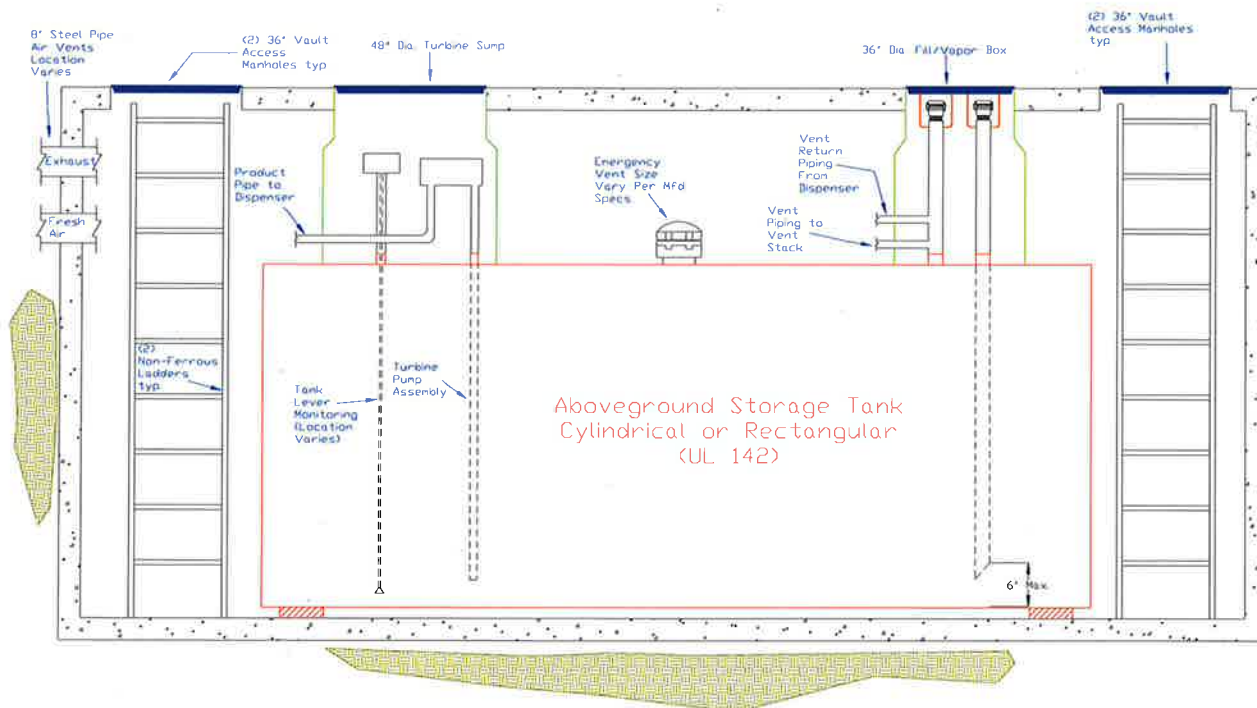 8" Steel Pipe
Air Vents
Location
Varies
(2) 36" Vault
Access
Manholes typ
48" Dia. Turbine Sump
36" Dia Fill/Vapor Box
(2) 36" Vault
Access Manholes
typ
Exhaust
Fresh
Air
Product
Pipe to
Dispenser
Emergency
Vent Size
Vary Per Mfd
Specs.
Vent
Return
Piping
From
Dispenser
Vent
Piping to
Vent
Stack
(2)
Non-Ferrous
Ladders
typ
Tank
Lever
Monitoring
(Location
Varies)
Turbine
Pump
Assembly
Aboveground Storage Tank
Cylindrical or Rectangular
(UL 142)
6" Max.